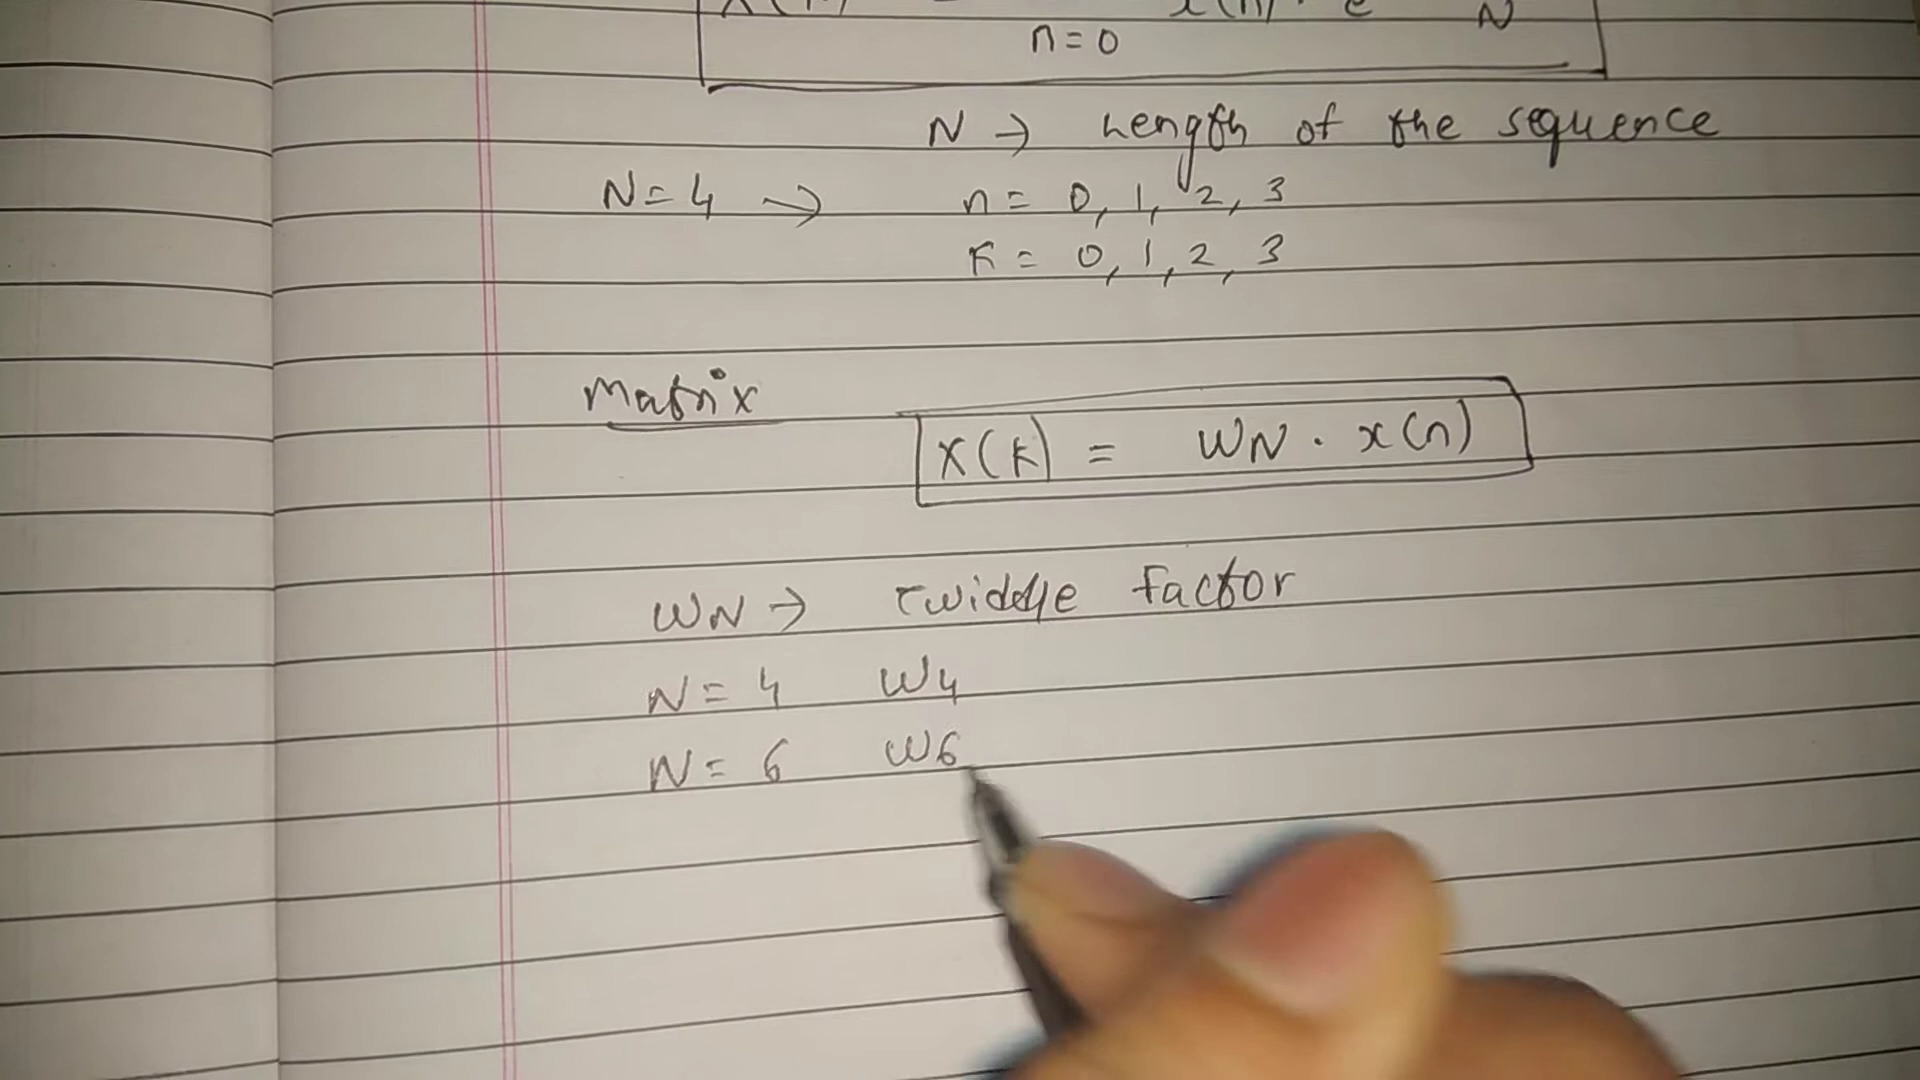 n=0
N
N → Length of the sequence
N=4 → n= 0, 1, 2, 3
K= 0, 1, 2, 3
Matrix
X(K) = WN . x(n)
WN → Twiddle Factor
N=4 W4
N=6 W6